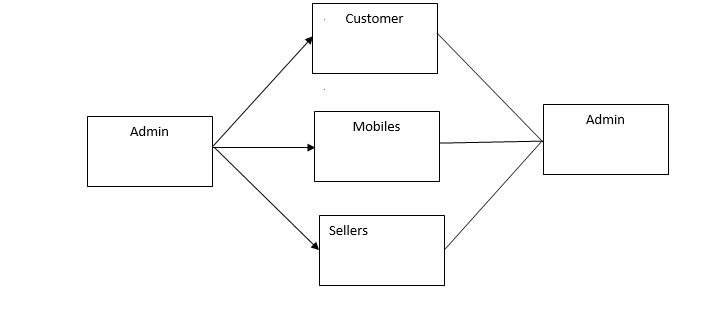 Customer
Admin
Mobiles
Admin
Sellers